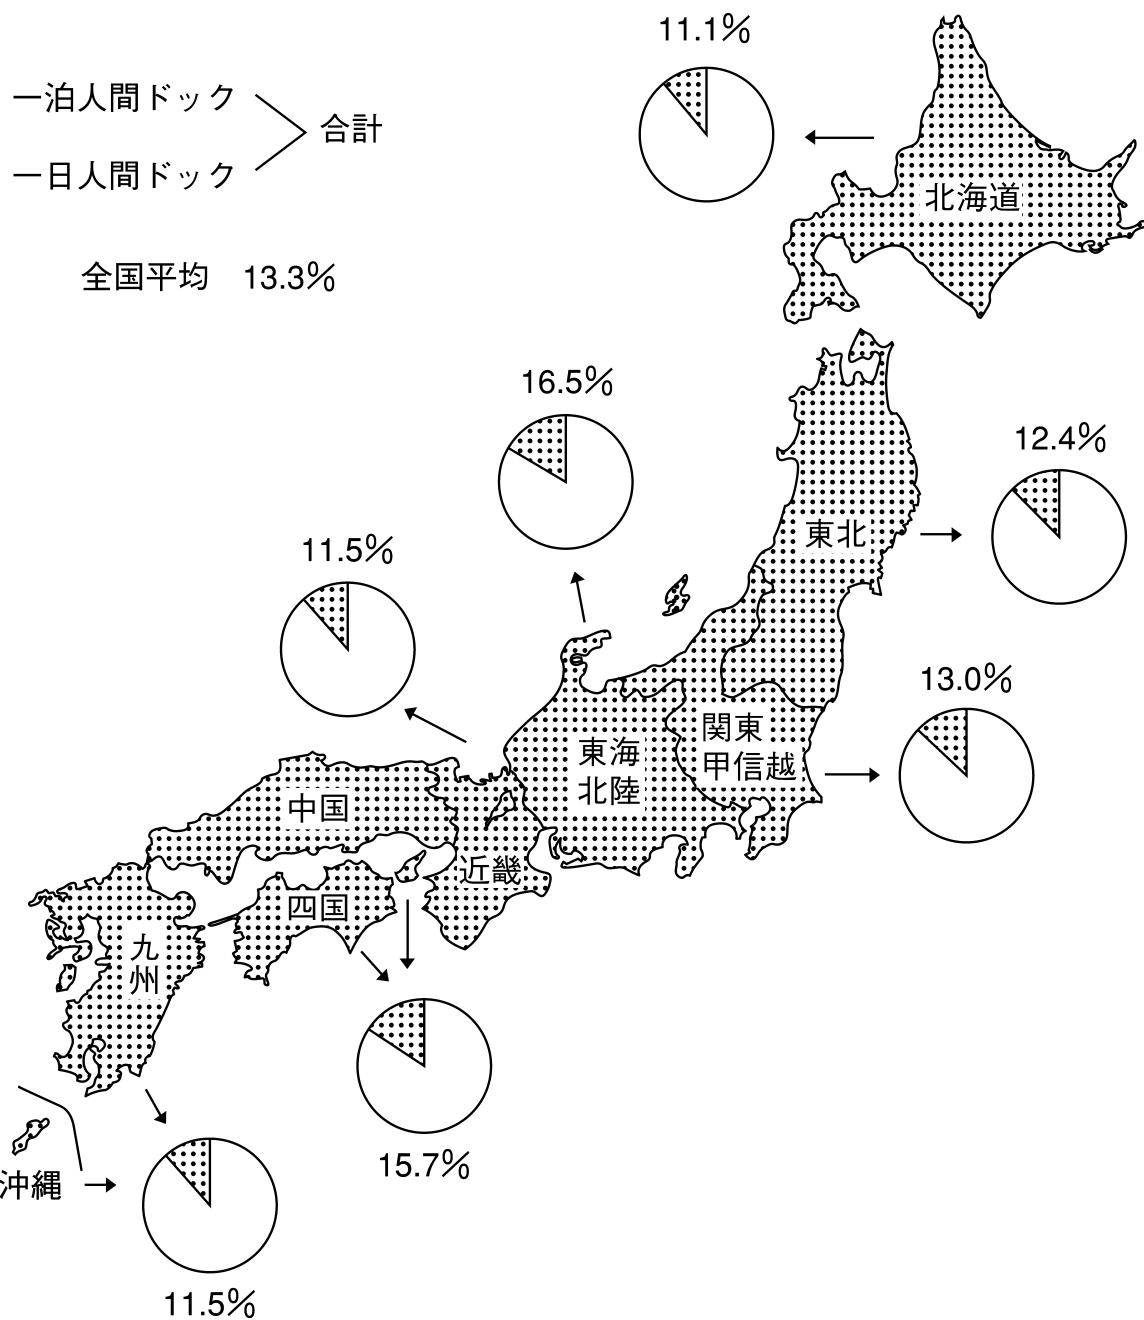 一泊人間ドック
一日人間ドック
合計
全国平均 13.3%
11.1%
北海道
16.5%
12.4%
東北
11.5%
13.0%
関東
甲信越
東海
北陸
中国
近畿
四国
九
州
15.7%
沖縄
11.5%